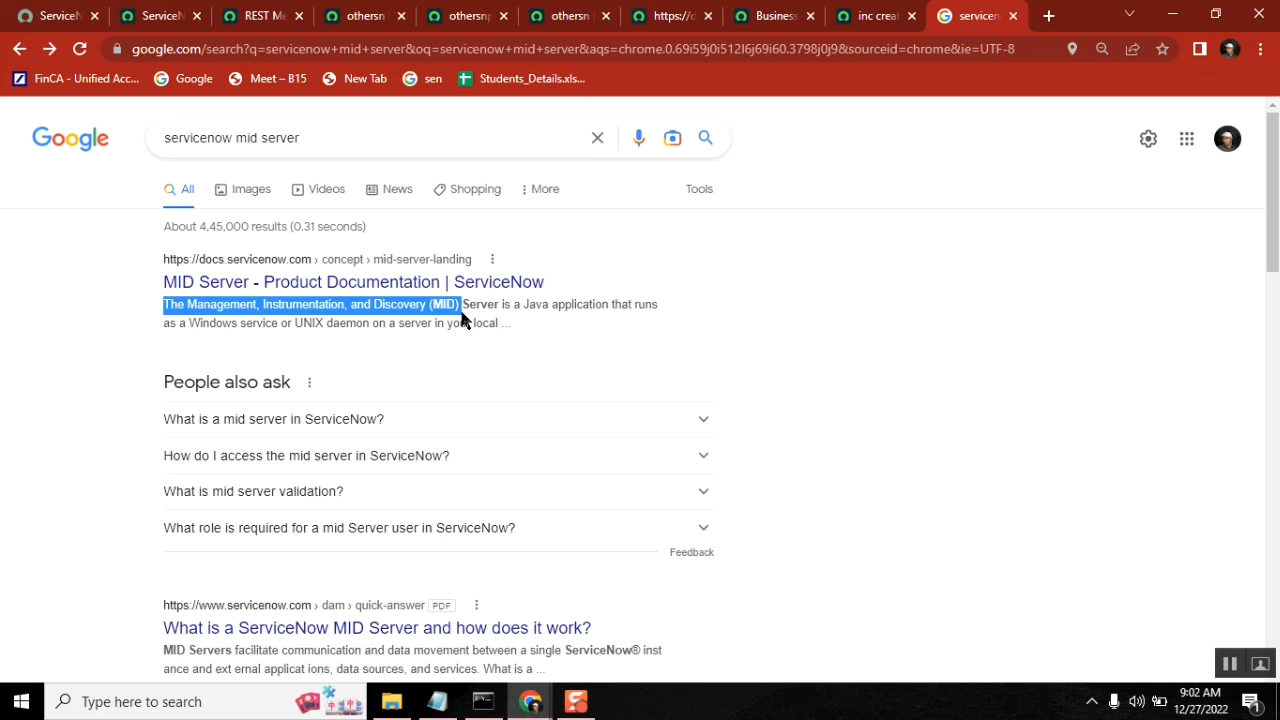 ServiceN
ServiceN
REST Me
othersn
othersnp
othersn
https://d
Business
inc creat
servicen
google.com/search?q=servicenow+mid+server&oq=servicenow+mid+server&aqs=chrome.0.69i59j0i512l6j69i60.3798j0j9&sourceid=chrome&ie=UTF-8
FinCA - Unified Acc...
Google
Meet – B15
New Tab
sen
Students_Details.xls...
Google
servicenow mid server
All
Images
Videos
News
Shopping
More
Tools
About 4,45,000 results (0.31 seconds)
https://docs.servicenow.com › concept › mid-server-landing
MID Server - Product Documentation | ServiceNow
The Management, Instrumentation, and Discovery (MID) Server is a Java application that runs
as a Windows service or UNIX daemon on a server in your local ...
People also ask
What is a mid server in ServiceNow?
How do I access the mid server in ServiceNow?
What is mid server validation?
What role is required for a mid Server user in ServiceNow?
Feedback
https://www.servicenow.com › dam › quick-answer PDF
What is a ServiceNow MID Server and how does it work?
MID Servers facilitate communication and data movement between a single ServiceNow® inst
ance and ext ernal applicat ions, data sources, and services. What is a ...
Type here to search
9:02 AM
12/27/2022
1